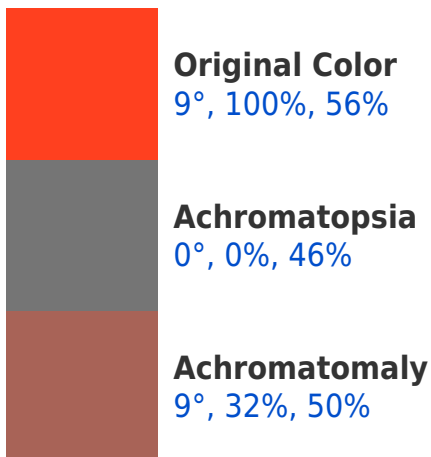 Original Color
9°, 100%, 56%
Achromatopsia
0°, 0%, 46%
Achromatomaly
9°, 32%, 50%